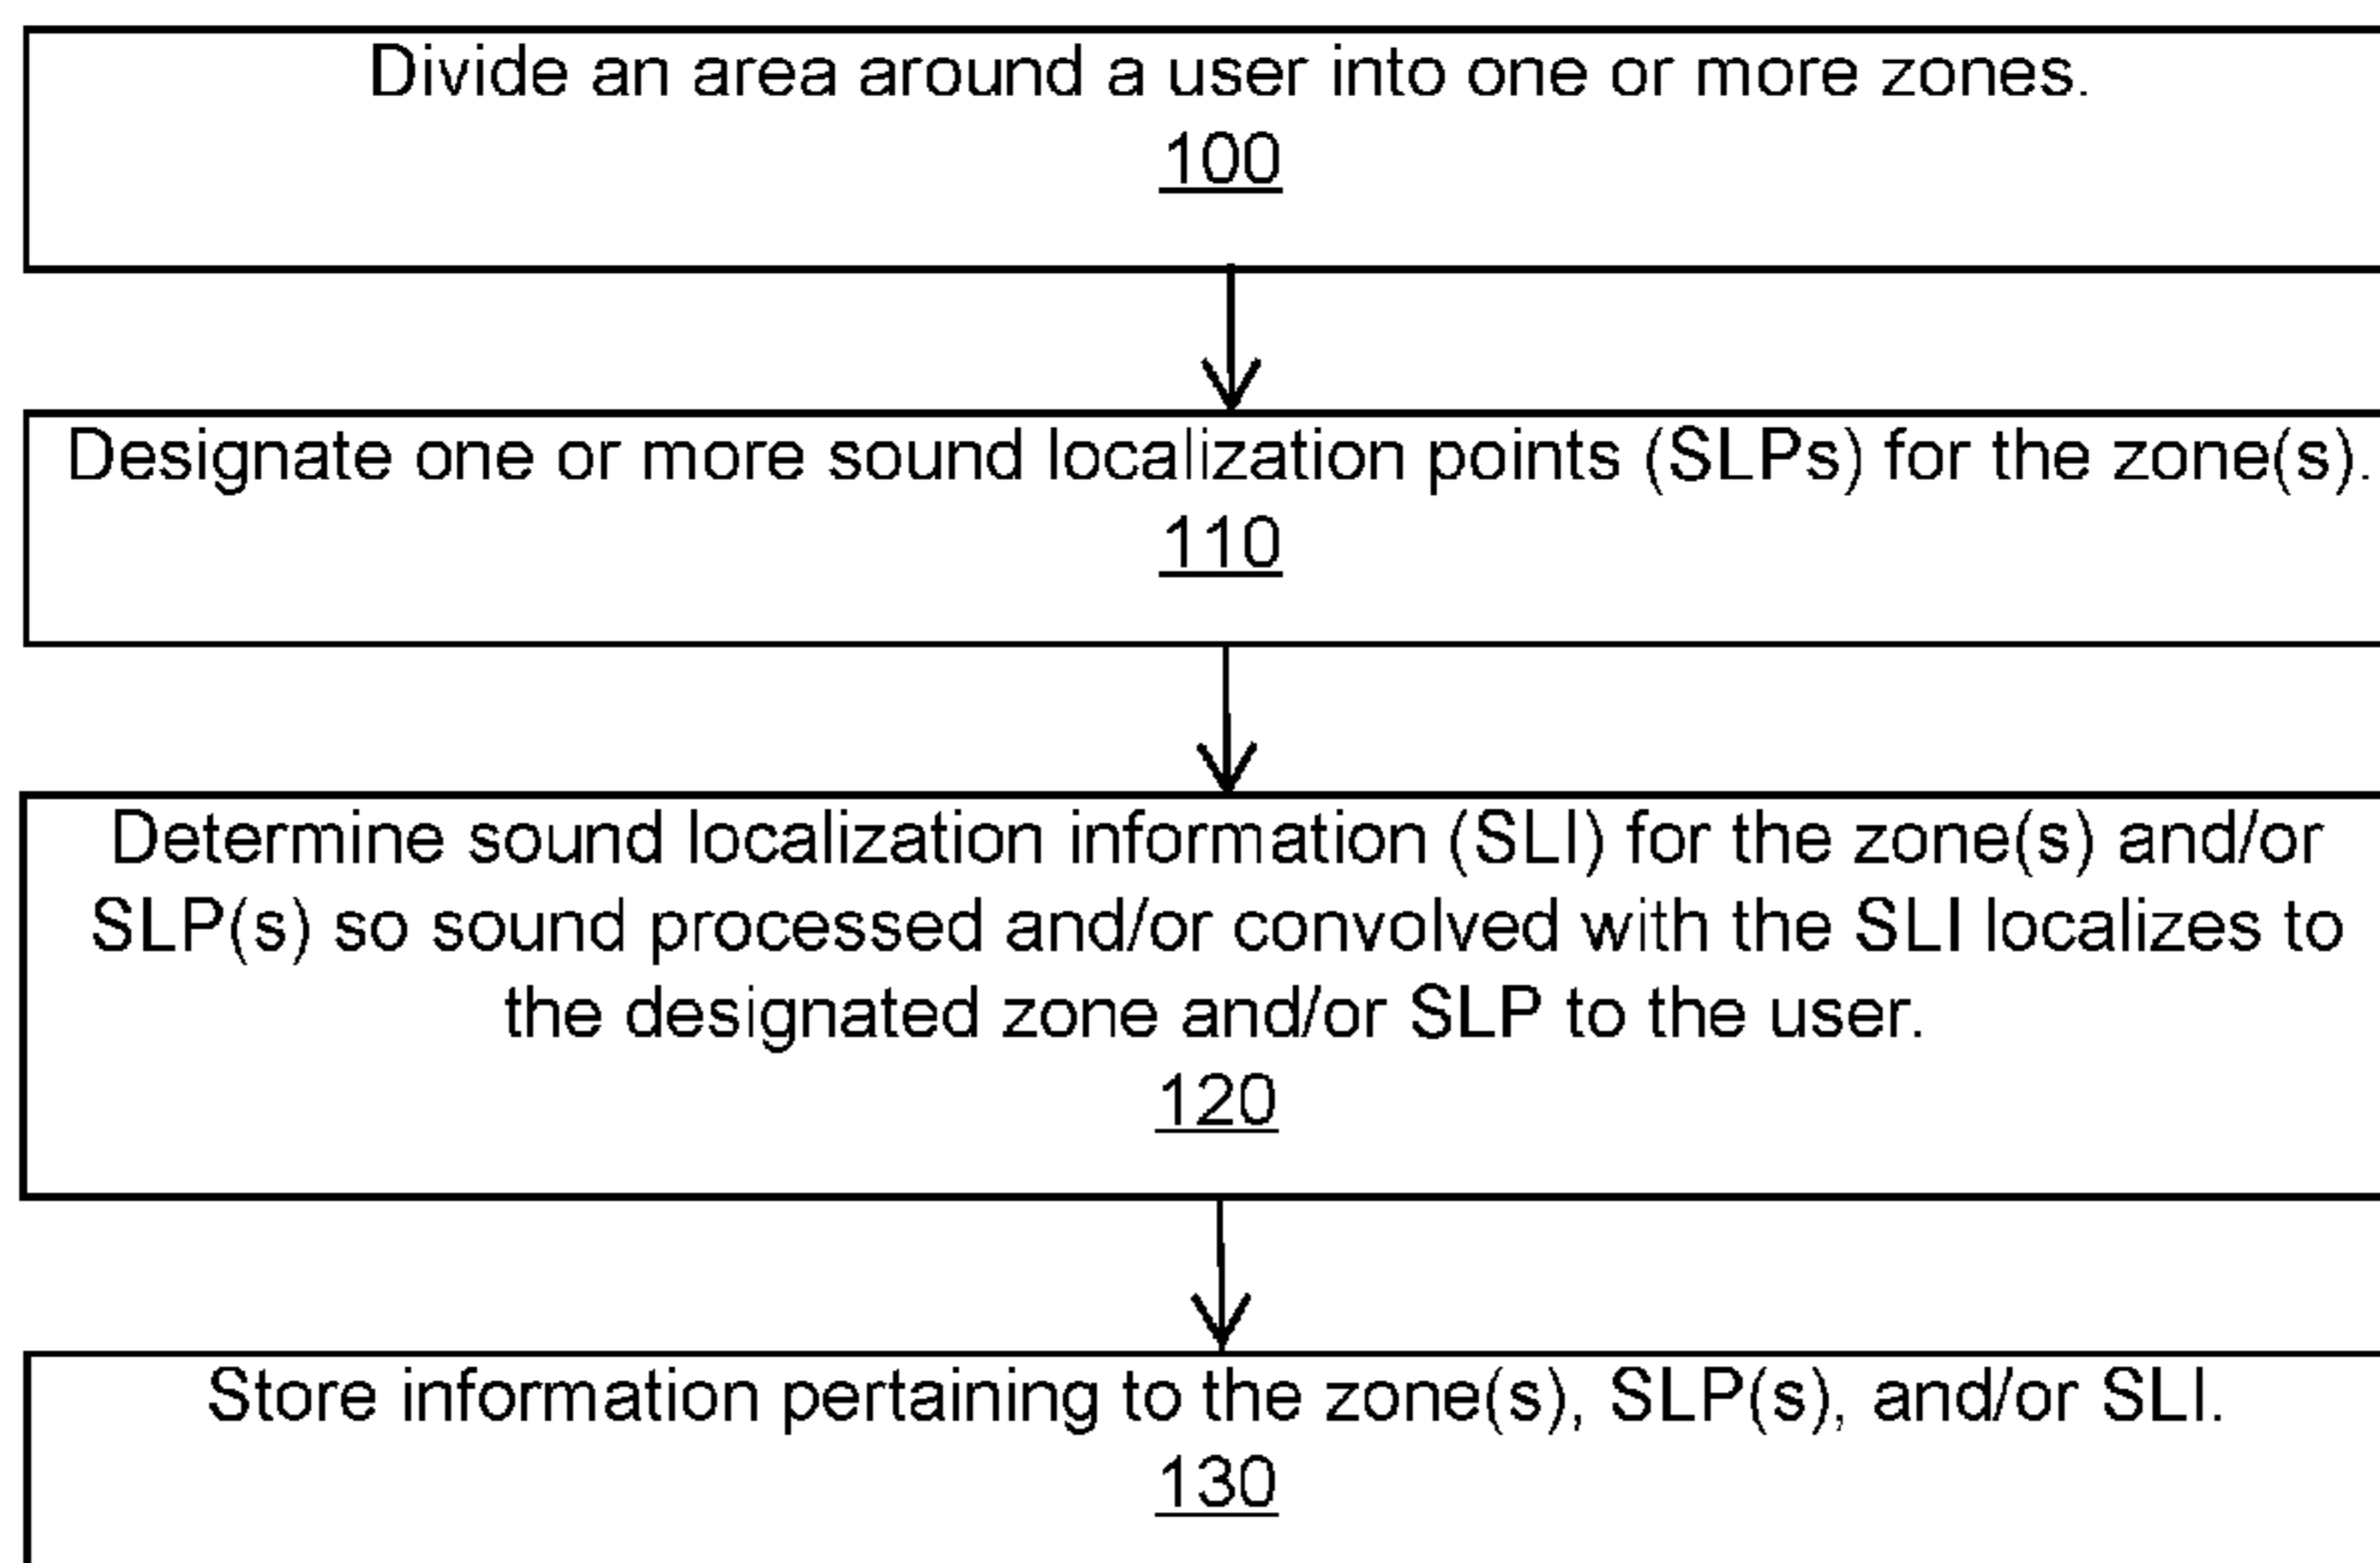 Divide an area around a user into one or more zones.
100
Designate one or more sound localization points (SLPs) for the zone(s).
110
Determine sound localization information (SLI) for the zone(s) and/or
SLP(s) so sound processed and/or convolved with the SLI localizes to
the designated zone and/or SLP to the user.
120
Store information pertaining to the zone(s), SLP(s), and/or SLI.
130